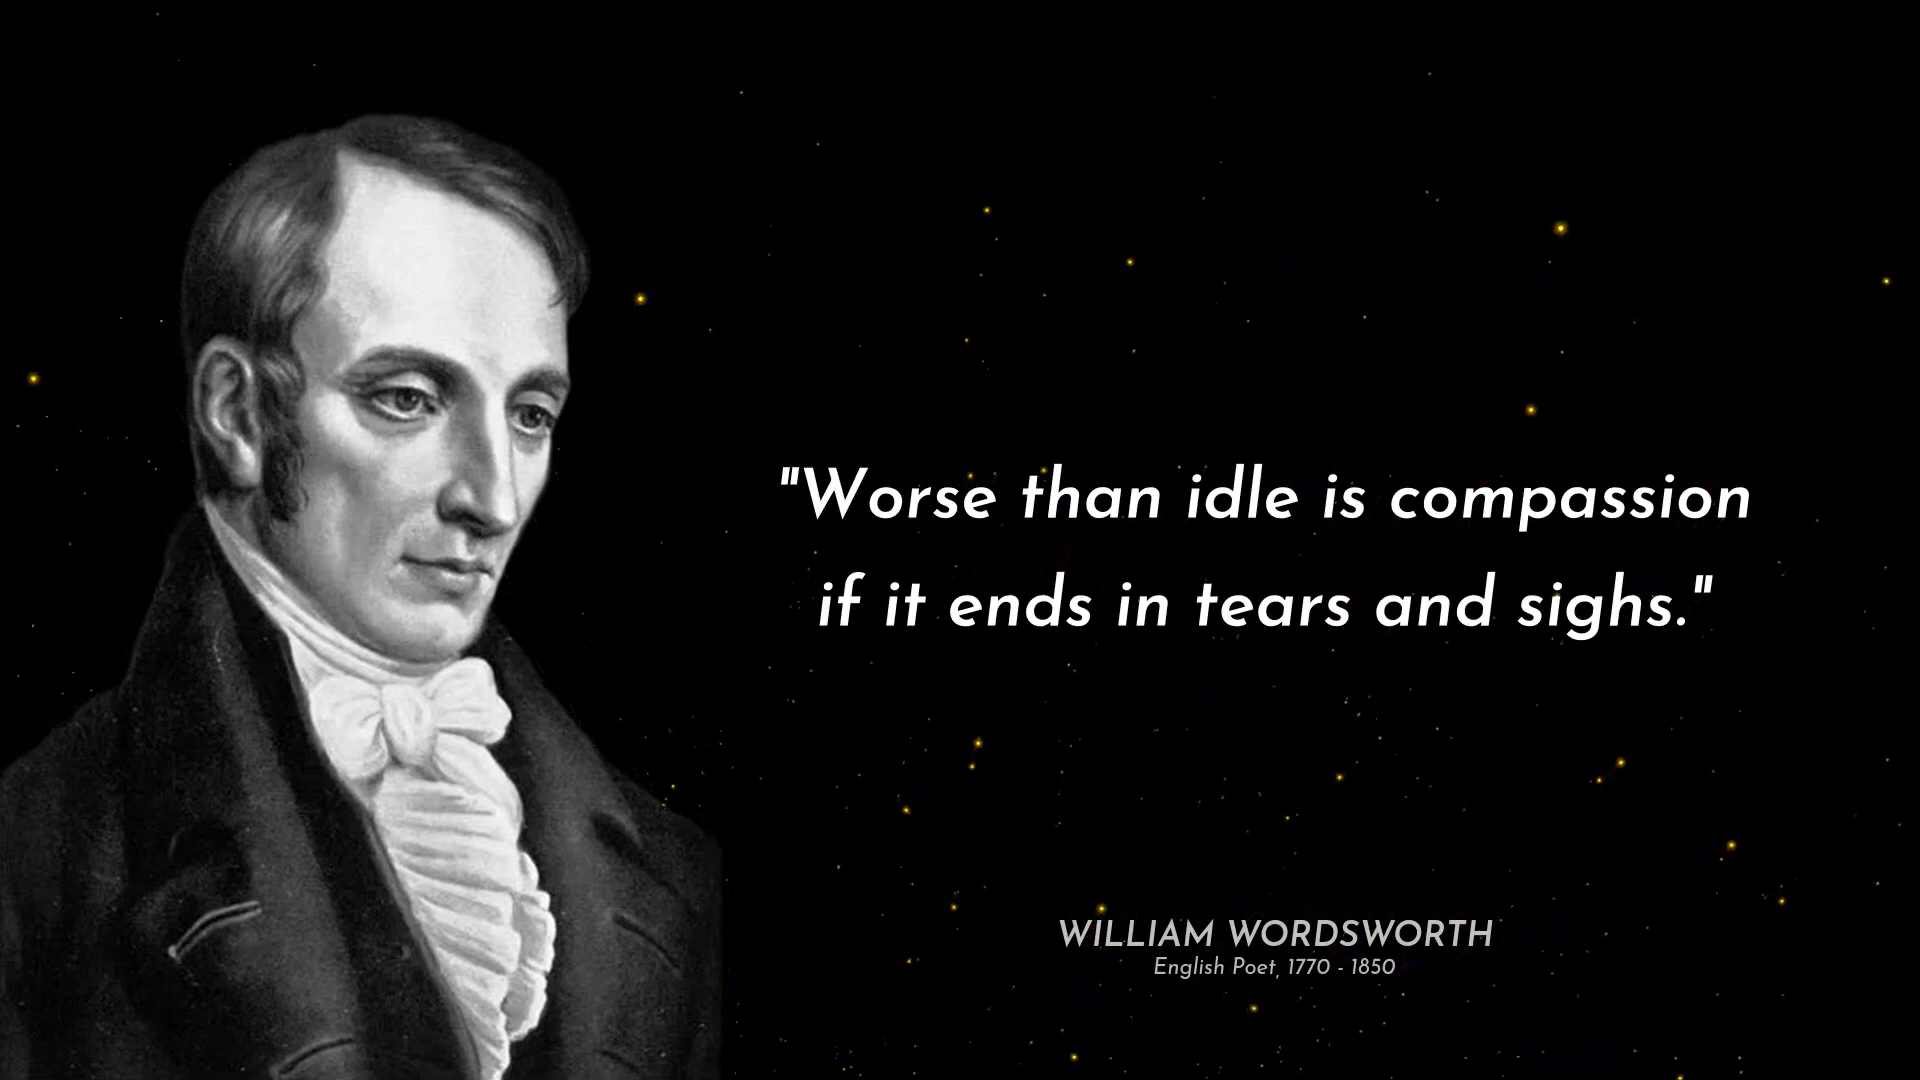 "Worse than idle is compassion
if it ends in tears and sighs."
WILLIAM WORDSWORTH
English Poet, 1770 - 1850